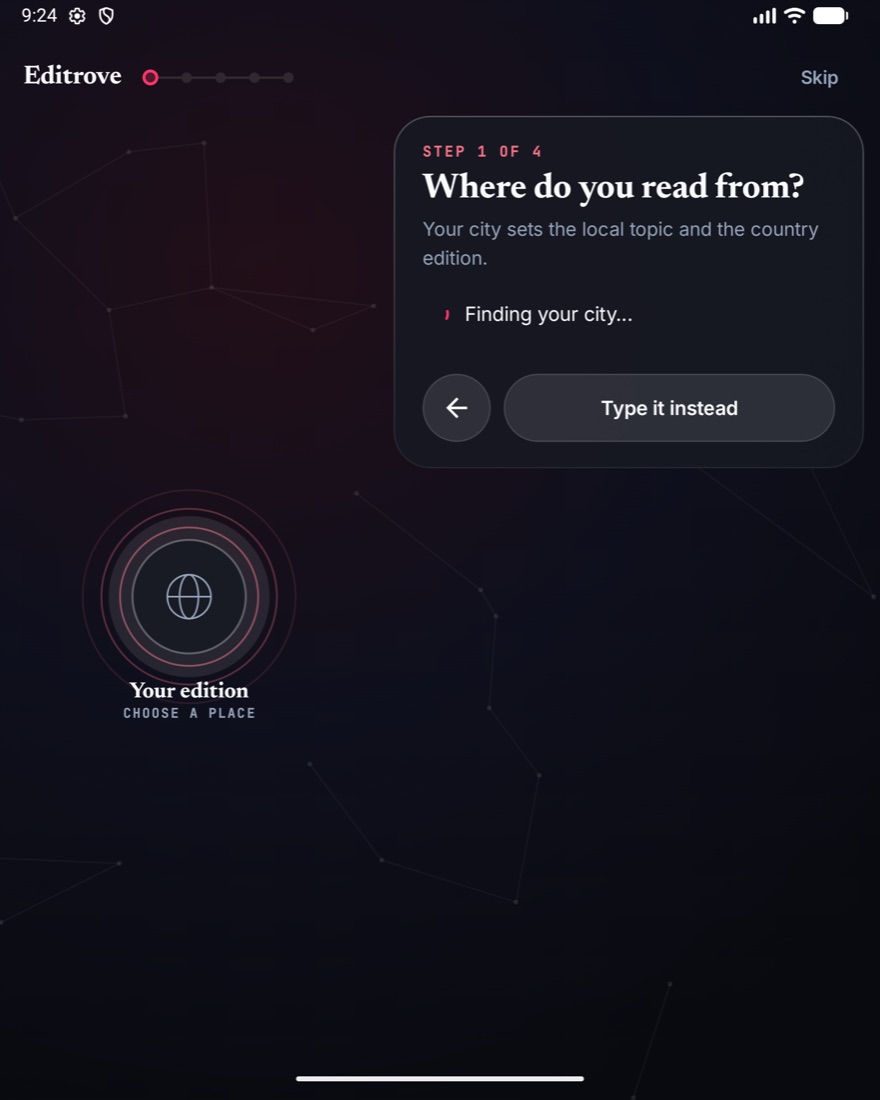 9:24
Editrove
Skip
STEP 1 OF 4
Where do you read from?
Your city sets the local topic and the country
edition.
Finding your city...
Type it instead
Your edition
CHOOSE A PLACE